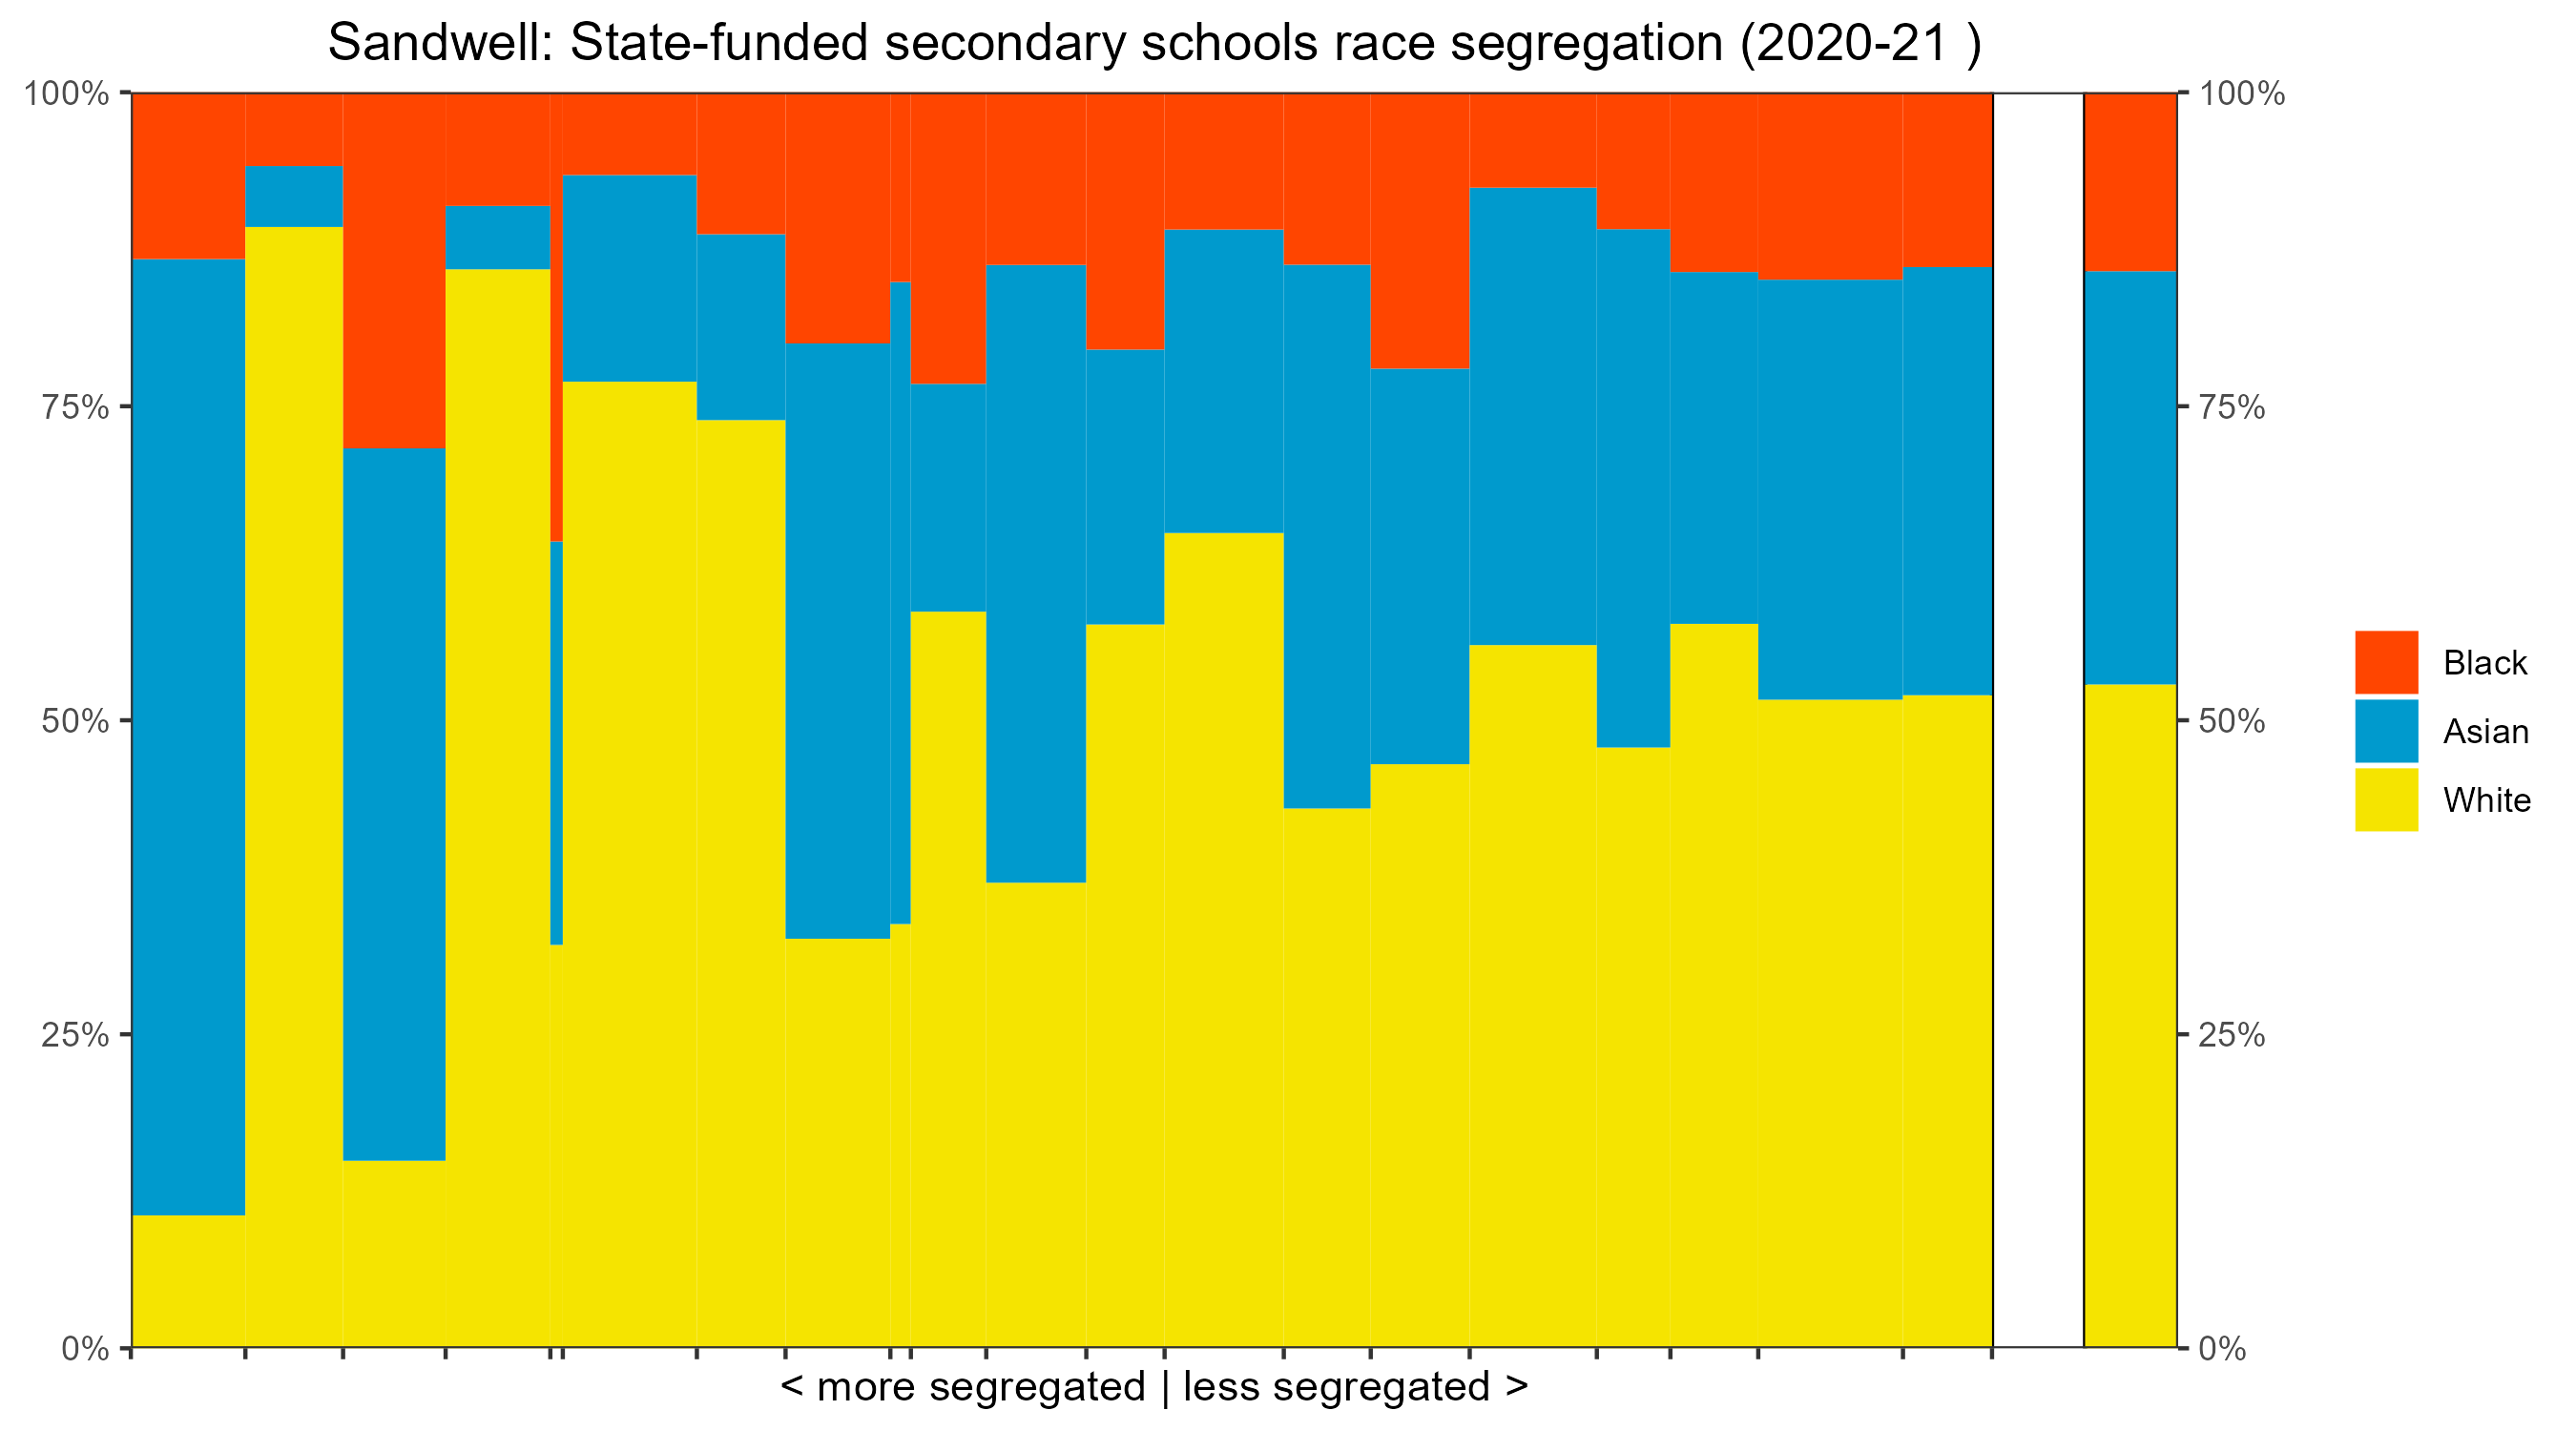 Sandwell: State-funded secondary schools race segregation (2020-21 )
100%
75%
50%
25%
0%
100%
75%
50%
25%
0%
Black
Asian
White
< more segregated | less segregated >